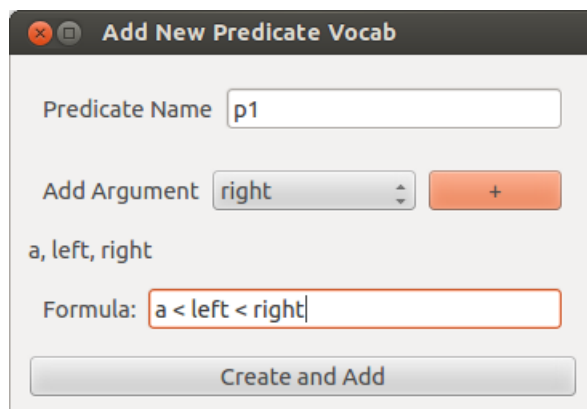 Add New Predicate Vocab
Predicate Name p1
Add Argument right +
a, left, right
Formula: a < left < right
Create and Add